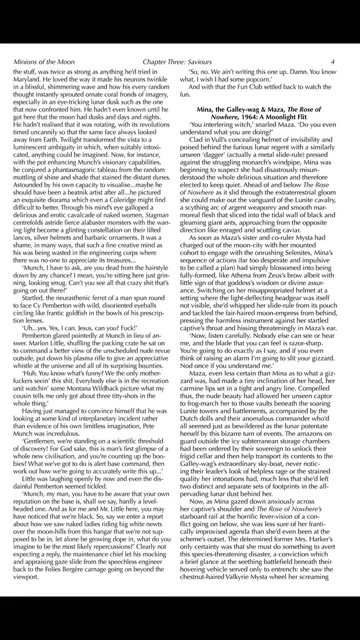 Minions of the Moon
Chapter Three: Saviours
4
the stuff, was twice as strong as anything he'd tried in
Maryland. He loved the way it made his neurons twinkle
in a blissful, shimmering wave and how his every random
thought instantly sprouted ornate coral fronds of imagery,
especially in an eye-tricking lunar dusk such as the one
that now confronted him. He hadn't even known until he
got here that the moon had dusks and days and nights.
He hadn't realised that it was rotating, with its revolutions
timed uncannily so that the same face always looked
away from Earth. Twilight transformed the vista to a
luminescent ambiguity in which, when suitably intoxi-
cated, anything could be imagined. Now, for instance,
with the pot enhancing Munch's visionary capabilities,
he conjured a phantasmagoric tableau from the random
mottling of shine and shade that stained the distant dunes.
Astounded by his own capacity to visualise...maybe he
should have been a beatnik artist after all...he pictured
an exquisite diorama which even a Coleridge might find
difficult to better. Through his mind's eye galloped a
delirious and erotic cavalcade of naked women, Stagman
centrefolds astride fierce alabaster monsters with the wan-
ing light become a glinting constellation on their lifted
lances, silver helmets and barbaric ornaments. It was a
shame, in many ways, that such a fine creative mind as
his was being wasted in the engineering corps where
there was no-one to appreciate its treasures...
'Munch, I have to ask, are you dead from the hairstyle
down by any chance? I mean, you're sitting here just grin-
ning, looking smug. Can't you see all that crazy shit that's
going on out there?'
Startled, the neurasthenic ferret of a man spun round
to face Cy Pemberton with wild, disoriented eyeballs
circling like frantic goldfish in the bowls of his prescrip-
tion lenses.
'Uh...yes. Yes, I can. Jesus, can you? Fuck!'
Pemberton glared pointedly at Munch in lieu of an an-
swer. Marlon Little, shuffling the packing crate he sat on
to command a better view of the unscheduled nude revue
outside, put down his plasma rifle to give an appreciative
whistle at the universe and all of its surprising bounties.
'Huh. You know what's funny? We the only mother-
fuckers seein' this shit. Everybody else is in the recreation
unit watchin' some Montana Wildhack picture what my
cousin tells me only got about three titty-shots in the
whole thing.'
Having just managed to convince himself that he was
looking at some kind of interplanetary incident rather
than evidence of his own limitless imagination, Pete
Munch was incredulous.
'Gentlemen, we're standing on a scientific threshold
of discovery! For God sake, this is man's first glimpse of a
whole new civilisation, and you're counting up the boo-
bies! What we've got to do is alert base command, then
work out how we're going to accurately write this up...'
Little was laughing openly by now and even the dis-
dainful Pemberton seemed tickled.
'Munch, my man, you have to be aware that your own
reputation on the base is, shall we say, hardly a level-
headed one. And as for me and Mr. Little here, you may
have noticed that we're black. So, say we enter a report
about how we saw naked ladies riding big white newts
over the moon-hills from this hangar that we're not sup-
posed to be in, let alone be growing dope in, what do you
imagine to be the most likely repercussions?' Clearly not
expecting a reply, the maintenance chief let his mocking
and appraising gaze slide from the speechless engineer
back to the Folies Bergère carnage going on beyond the
viewport.
'So, no. We ain't writing this one up. Damn. You know
what, I wish I had some popcorn.'
And with that the Fun Club settled back to watch the
fun.
Mina, the Galley-wag & Maza, The Rose of
Nowhere, 1964: A Moonlight Flit
'You interfering witch,' snarled Maza. 'Do you even
understand what you are doing?'
Clad in Vull's concealing helmet of invisibility and
poised behind the furious lunar regent with a similarly
unseen 'dagger' (actually a metal slide-rule) pressed
against the struggling monarch's windpipe, Mina was
beginning to suspect she had disastrously misun-
derstood the whole delirious situation and therefore
elected to keep quiet. Ahead of and below The Rose
of Nowhere as it slid through the extraterrestrial gloom
she could make out the vanguard of the Lunite cavalry,
a scything arc of argent weaponry and smooth mar-
moreal flesh that sliced into the tidal wall of black and
gleaming giant ants, approaching from the opposite
direction like enraged and scuttling caviar.
As soon as Maza's sister and co-ruler Mysta had
charged out of the moon-city with her mounted
cohort to engage with the onrushing Selenites, Mina's
sequence of actions (far too desperate and impulsive
to be called a plan) had simply blossomed into being
fully-formed, like Athena from Zeus's brow albeit with
little sign of that goddess's wisdom or divine assur-
ance. Switching on her misappropriated helmet at a
setting where the light-deflecting headgear was itself
not visible, she'd whipped her slide-rule from its pouch
and tackled the fair-haired moon-empress from behind,
pressing the harmless instrument against her startled
captive's throat and hissing threateningly in Maza's ear.
'Now, listen carefully. Nobody else can see or hear
me, and the blade that you can feel is razor-sharp.
You're going to do exactly as I say, and if you even
think of raising an alarm I'm going to slit your gizzard.
Nod once if you understand me.'
Maza, even less certain than Mina as to what a giz-
zard was, had made a tiny inclination of her head, her
carmine lips set in a tight and angry line. Compelled
thus, the nude beauty had allowed her unseen captor
to frog-march her to those vaults beneath the soaring
Lunite towers and battlements, accompanied by the
Dutch dolls and their anomalous commander who'd
all seemed just as bewildered as the lunar potentate
herself by this bizarre turn of events. The amazons on
guard outside the icy subterranean storage chambers
had been ordered by their sovereign to unlock their
frigid cellar and then help transport its contents to the
Galley-wag's extraordinary sky-boat, never notic-
ing their leader's look of helpless rage or the strained
quality her intonations had, much less that she'd left
two distinct and separate sets of footprints in the all-
pervading lunar dust behind her.
Now, as Mina gazed down anxiously across
her captive's shoulder and The Rose of Nowhere's
starboard rail at the horrific fever-vision of a con-
flict going on below, she was less sure of her franti-
cally improvised agenda than she'd even been at the
scheme's outset. The determined former Mrs. Harker's
only certainty was that she must do something to avert
this species-threatening disaster, a conviction which
a brief glance at the seething battlefield beneath their
hovering vehicle served only to entrench: she saw the
chestnut-haired Valkyrie Mysta wheel her screaming